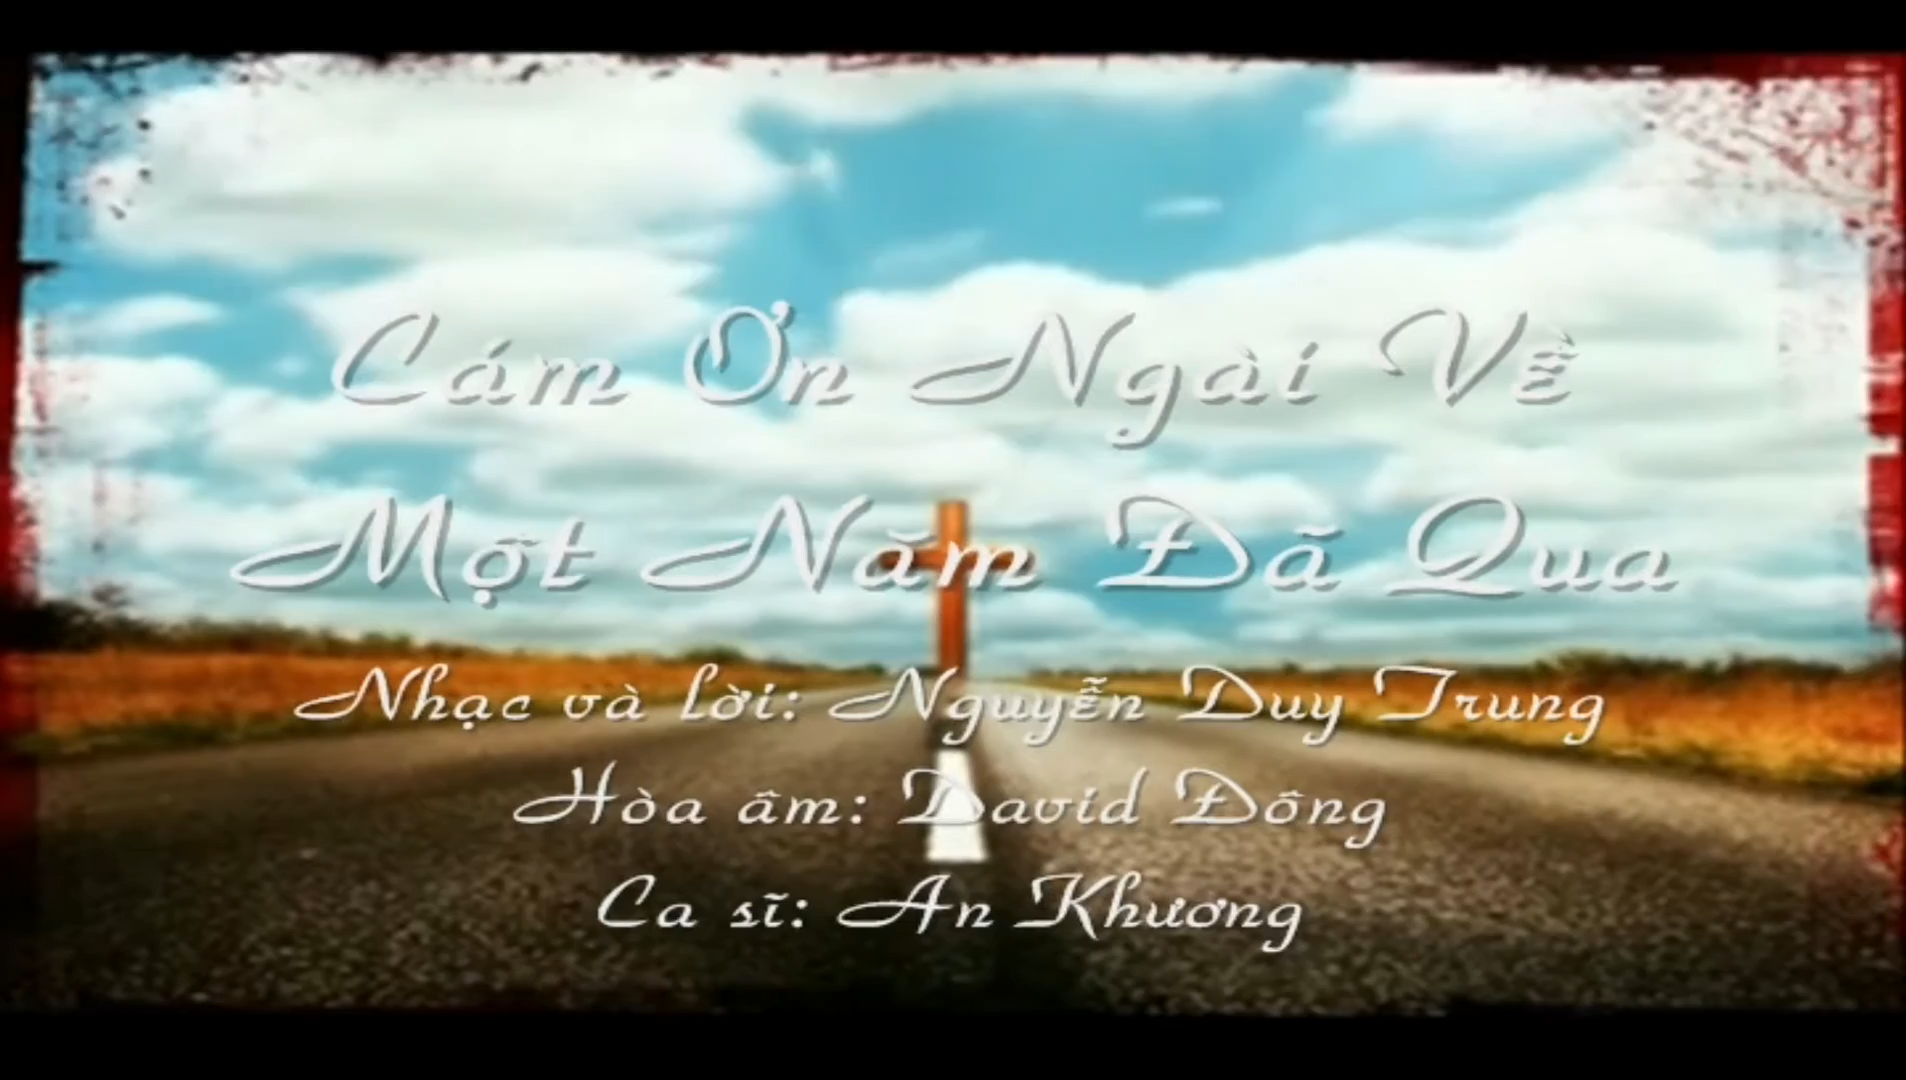 Cám Ơn Ngài Về
Một Năm Đã Qua
Nhạc và lời: Nguyễn Duy Trung
Hòa âm: David Đông
Ca sĩ: An Khương